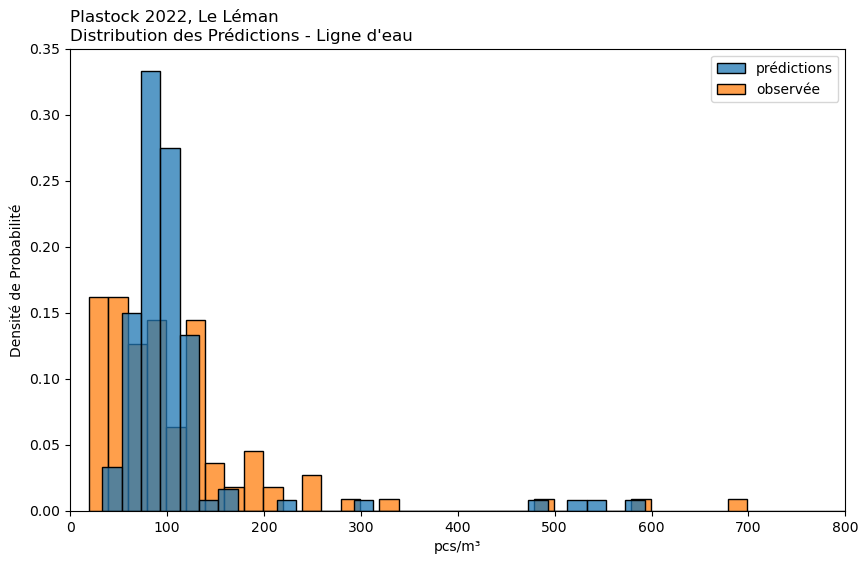 Plastock 2022, Le Léman
Distribution des Prédictions - Ligne d'eau
prédictions
observée
Densité de Probabilité
0.35
0.30
0.25
0.20
0.15
0.10
0.05
0.00
0 100 200 300 400 500 600 700 800
pcs/m³